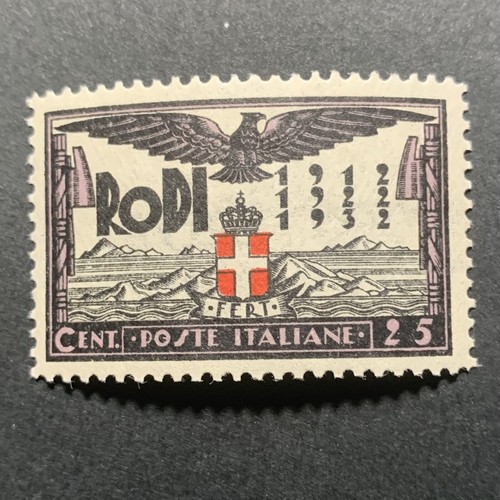 RODI
1912
1922
1932
·FERT·
CENT. ·POSTE ITALIANE· 25